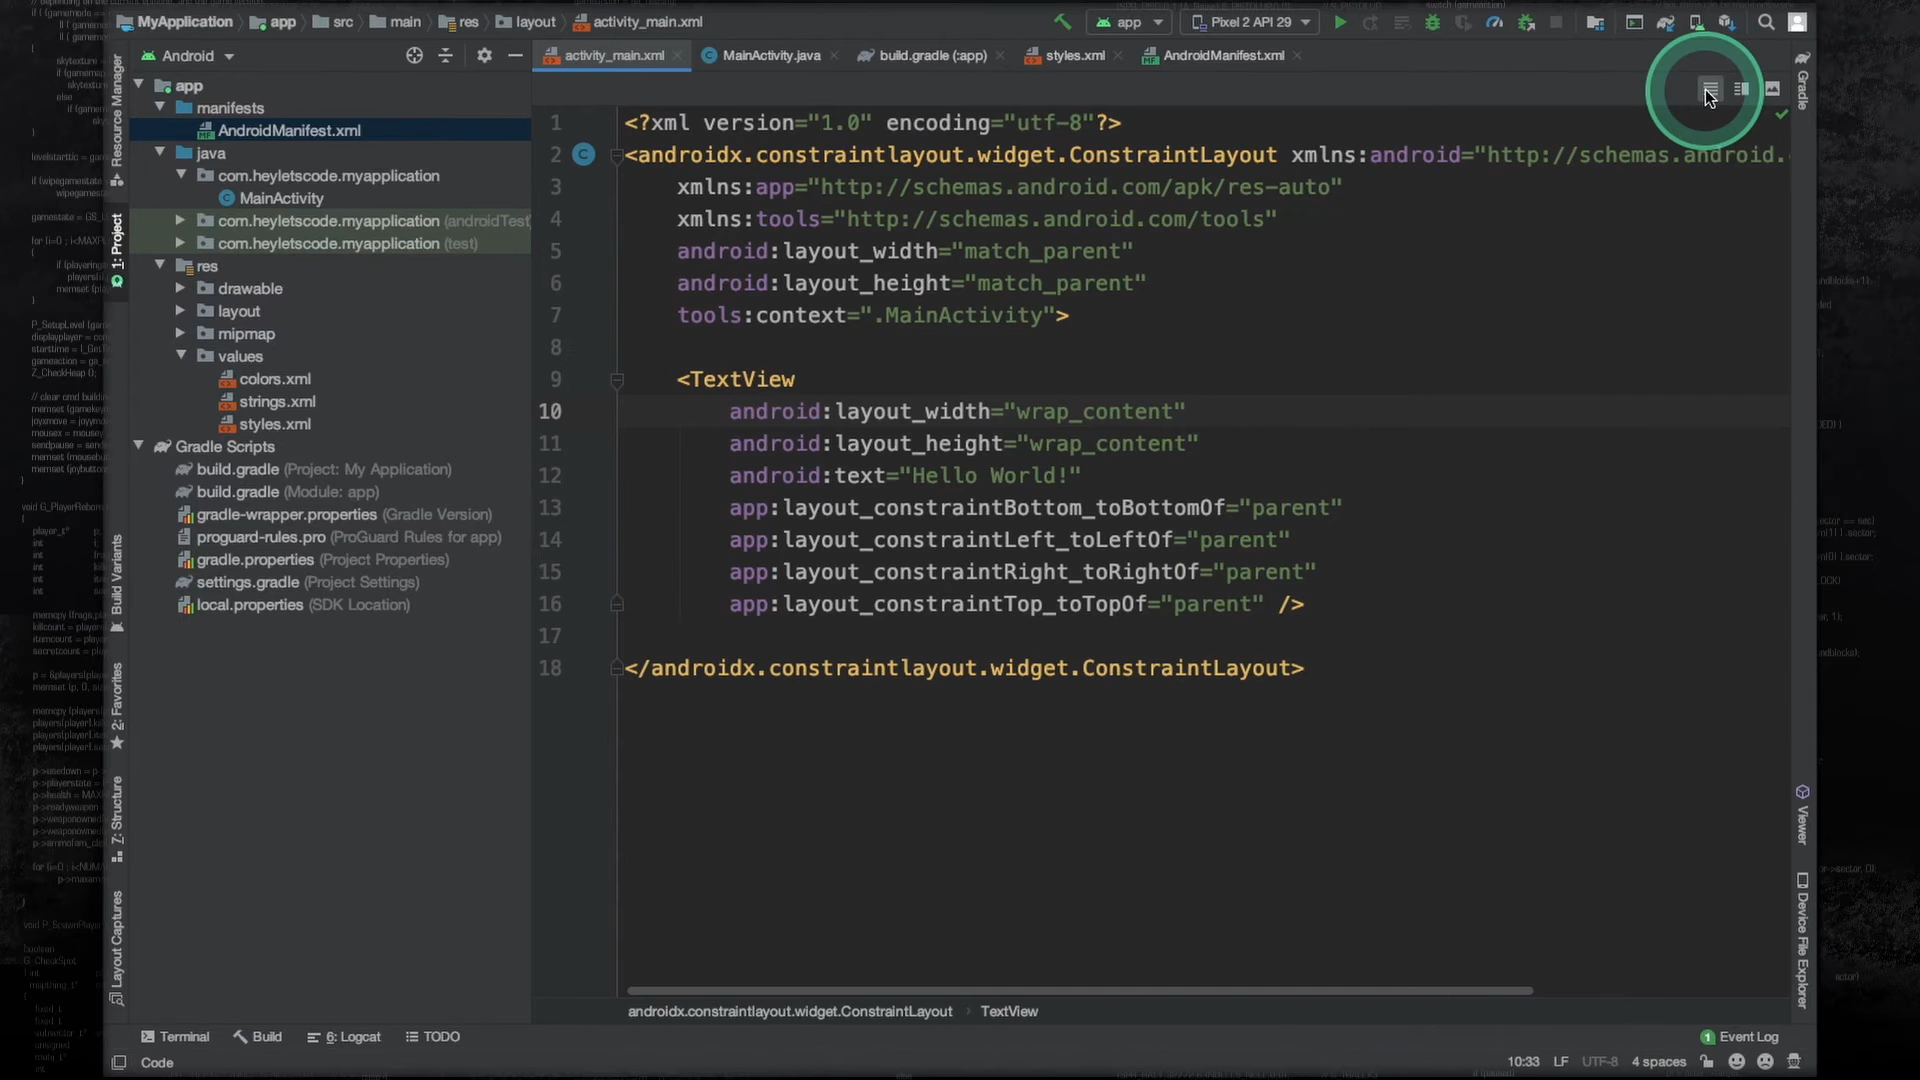 MyApplication app src main res layout activity_main.xml app Pixel 2 API 29
Android
activity_main.xml MainActivity.java build.gradle (:app) styles.xml AndroidManifest.xml
app
manifests
AndroidManifest.xml
java
com.heyletscode.myapplication
MainActivity
com.heyletscode.myapplication (androidTest)
com.heyletscode.myapplication (test)
res
drawable
layout
mipmap
values
colors.xml
strings.xml
styles.xml
Gradle Scripts
build.gradle (Project: My Application)
build.gradle (Module: app)
gradle-wrapper.properties (Gradle Version)
proguard-rules.pro (ProGuard Rules for app)
gradle.properties (Project Properties)
settings.gradle (Project Settings)
local.properties (SDK Location)
Resource Manager
1: Project
Build Variants
2: Favorites
7: Structure
Layout Captures
1 <?xml version="1.0" encoding="utf-8"?>
2 <androidx.constraintlayout.widget.ConstraintLayout xmlns:android="http://schemas.android.
3 xmlns:app="http://schemas.android.com/apk/res-auto"
4 xmlns:tools="http://schemas.android.com/tools"
5 android:layout_width="match_parent"
6 android:layout_height="match_parent"
7 tools:context=".MainActivity">
8
9 <TextView
10 android:layout_width="wrap_content"
11 android:layout_height="wrap_content"
12 android:text="Hello World!"
13 app:layout_constraintBottom_toBottomOf="parent"
14 app:layout_constraintLeft_toLeftOf="parent"
15 app:layout_constraintRight_toRightOf="parent"
16 app:layout_constraintTop_toTopOf="parent" />
17
18 </androidx.constraintlayout.widget.ConstraintLayout>
Gradle
Viewer
Device File Explorer
androidx.constraintlayout.widget.ConstraintLayout TextView
Terminal Build 6: Logcat TODO 1 Event Log
Code 10:33 LF UTF-8 4 spaces